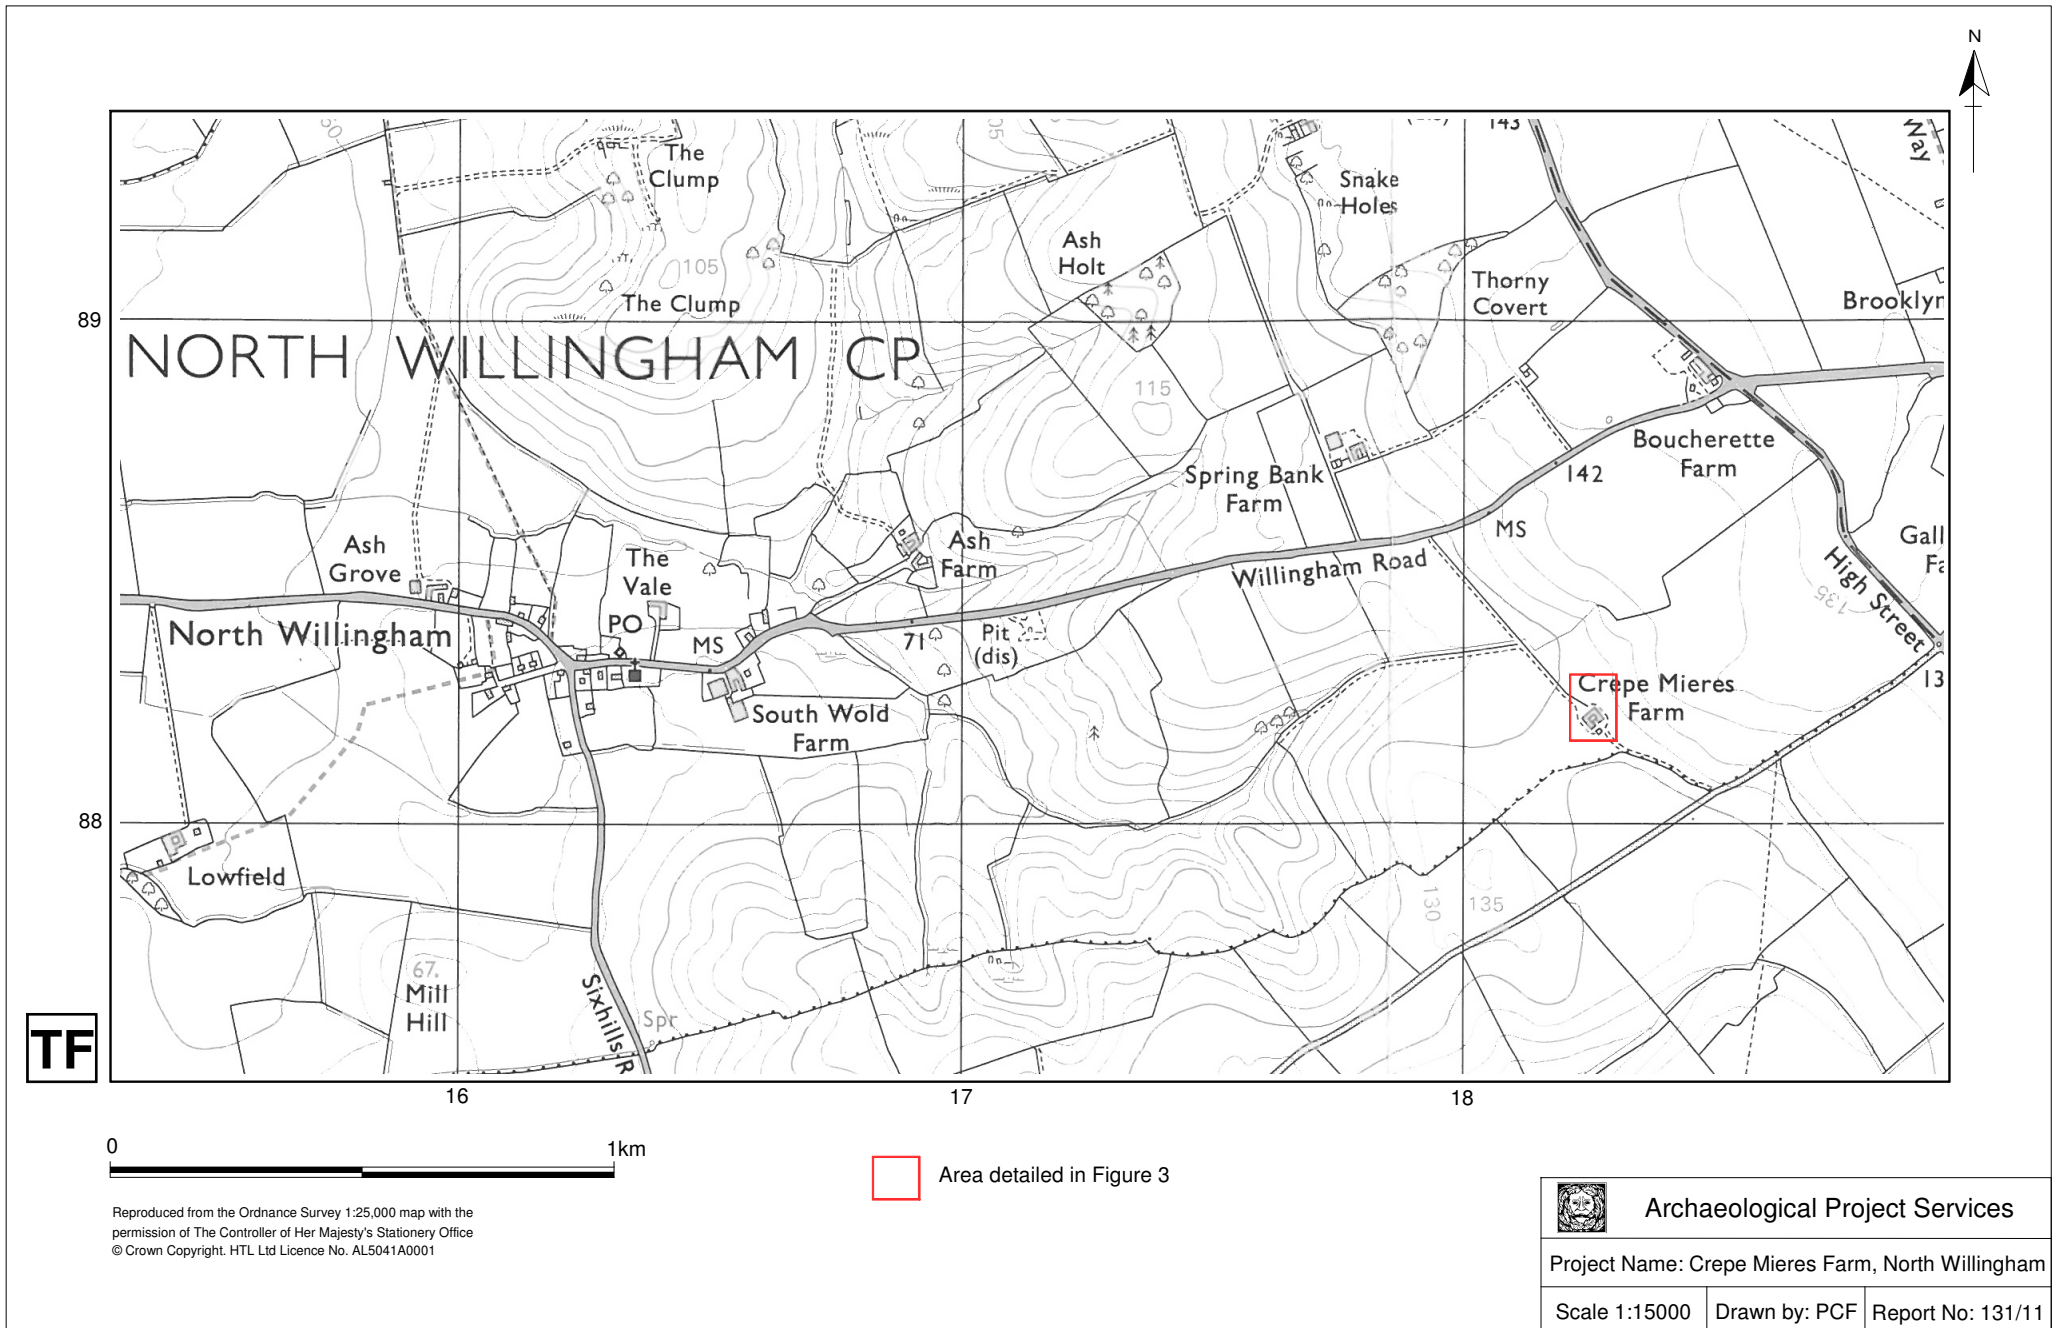 N
50
The
Clump
05
143
Way
Snake
Holes
Ash
Holt
105
The Clump
Thorny
Covert
Brooklyn
89
NORTH WILLINGHAM CP
115
Boucherette
Farm
Spring Bank
Farm
142
MS
Ash
Grove
The
Vale
Ash
Farm
Gall
Fa
Willingham Road
High Street
135
North Willingham
PO
MS
71
Pit
(dis)
13
Crepe Mieres
Farm
South Wold
Farm
88
Lowfield
130
135
67.
Mill
Hill
Sixhills R
Spr
TF
16
17
18
0
1km
Area detailed in Figure 3
Reproduced from the Ordnance Survey 1:25,000 map with the
permission of The Controller of Her Majesty's Stationery Office
© Crown Copyright. HTL Ltd Licence No. AL5041A0001
Archaeological Project Services
Project Name: Crepe Mieres Farm, North Willingham
Scale 1:15000
Drawn by: PCF
Report No: 131/11